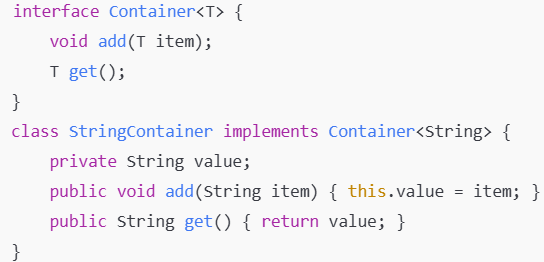 interface Container<T> {
    void add(T item);
    T get();
}
class StringContainer implements Container<String> {
    private String value;
    public void add(String item) { this.value = item; }
    public String get() { return value; }
}